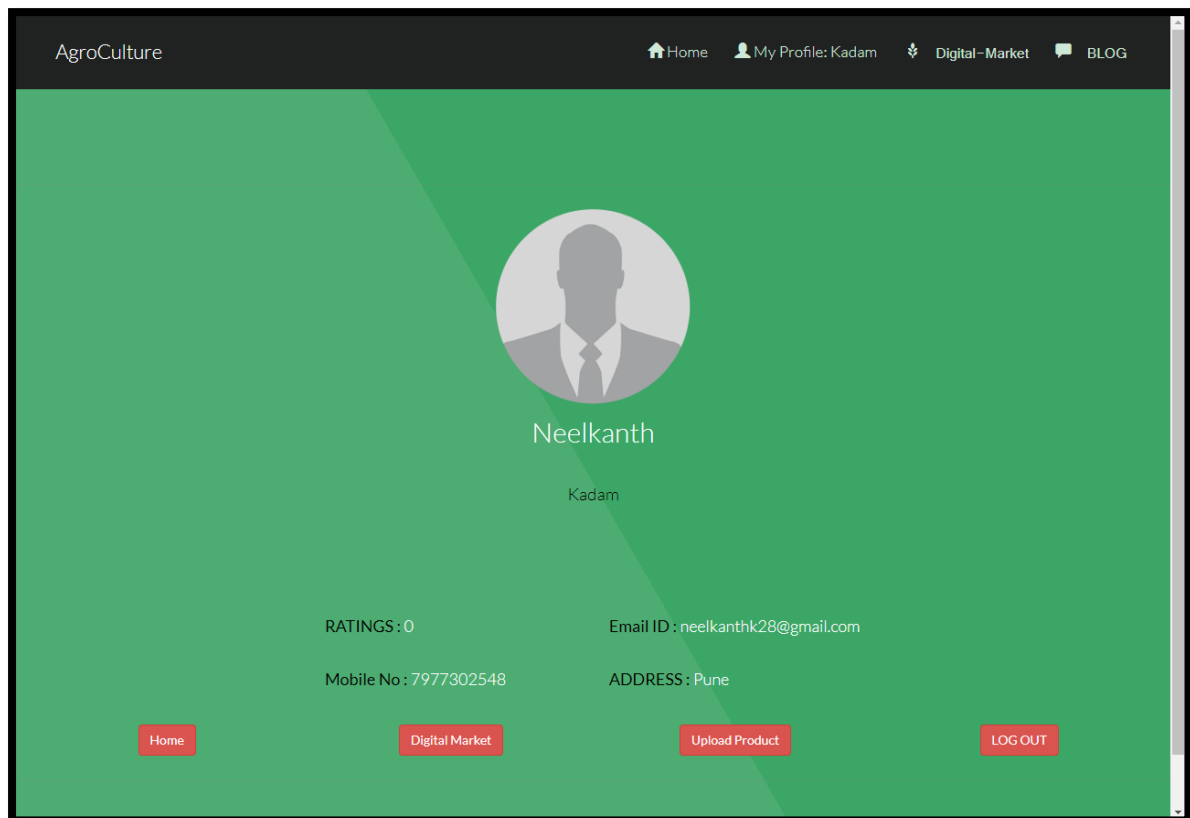 AgroCulture Home My Profile: Kadam Digital-Market BLOG
Neelkanth
Kadam
RATINGS : 0 Email ID : neelkanthk28@gmail.com
Mobile No : 7977302548 ADDRESS : Pune
Home Digital Market Upload Product LOG OUT